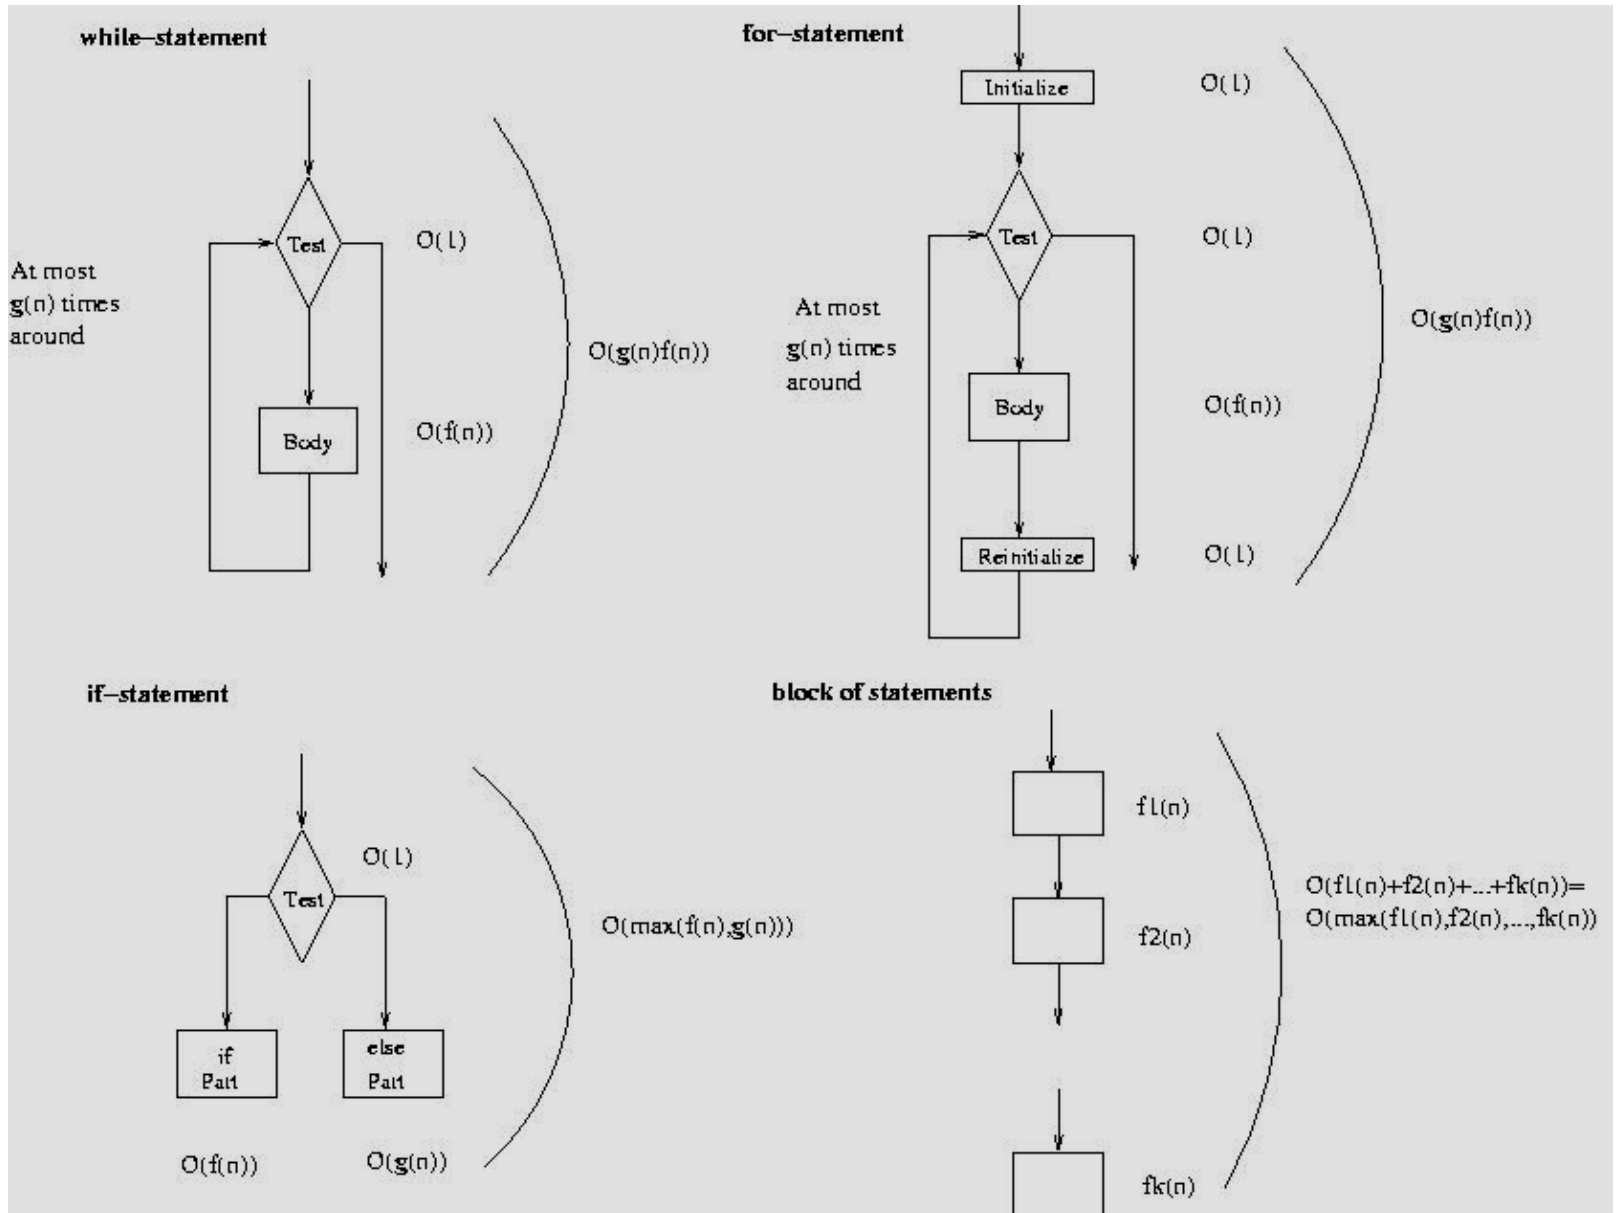 while–statement
Test
O(1)
At most
g(n) times
around
O(g(n)f(n))
Body
O(f(n))
for–statement
Initialize
O(1)
Test
O(1)
At most
g(n) times
around
O(g(n)f(n))
Body
O(f(n))
Reinitialize
O(1)
if–statement
O(1)
Test
O(max(f(n),g(n)))
if
Part
else
Part
O(f(n))
O(g(n))
block of statements
f1(n)
f2(n)
O(f1(n)+f2(n)+...+fk(n))=
O(max(f1(n),f2(n),...,fk(n))
fk(n)